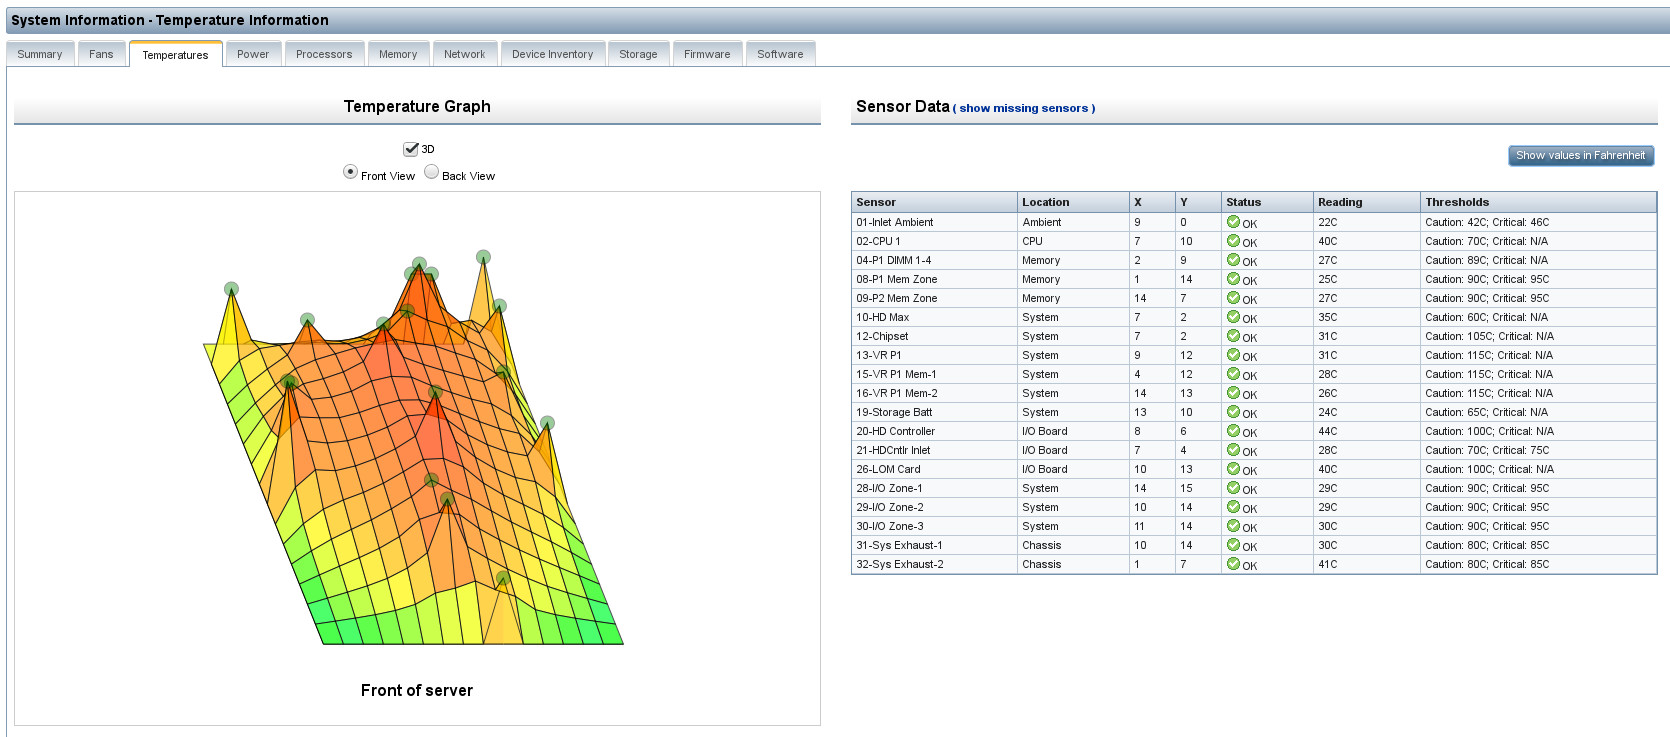 System Information - Temperature Information
Summary Fans Temperatures Power Processors Memory Network Device Inventory Storage Firmware Software
Temperature Graph
3D
Front View Back View
Front of server
Sensor Data ( show missing sensors )
Show values in Fahrenheit
Sensor Location X Y Status Reading Thresholds
01-Inlet Ambient Ambient 9 0 OK 22C Caution: 42C; Critical: 46C
02-CPU 1 CPU 7 10 OK 40C Caution: 70C; Critical: N/A
04-P1 DIMM 1-4 Memory 2 9 OK 27C Caution: 89C; Critical: N/A
08-P1 Mem Zone Memory 1 14 OK 25C Caution: 90C; Critical: 95C
09-P2 Mem Zone Memory 14 7 OK 27C Caution: 90C; Critical: 95C
10-HD Max System 7 2 OK 35C Caution: 60C; Critical: N/A
12-Chipset System 7 2 OK 31C Caution: 105C; Critical: N/A
13-VR P1 System 9 12 OK 31C Caution: 115C; Critical: N/A
15-VR P1 Mem-1 System 4 12 OK 28C Caution: 115C; Critical: N/A
16-VR P1 Mem-2 System 14 13 OK 26C Caution: 115C; Critical: N/A
19-Storage Batt System 13 10 OK 24C Caution: 65C; Critical: N/A
20-HD Controller I/O Board 8 6 OK 44C Caution: 100C; Critical: N/A
21-HDCntlr Inlet I/O Board 7 4 OK 28C Caution: 70C; Critical: 75C
26-LOM Card I/O Board 10 13 OK 40C Caution: 100C; Critical: N/A
28-I/O Zone-1 System 14 15 OK 29C Caution: 90C; Critical: 95C
29-I/O Zone-2 System 10 14 OK 29C Caution: 90C; Critical: 95C
30-I/O Zone-3 System 11 14 OK 30C Caution: 90C; Critical: 95C
31-Sys Exhaust-1 Chassis 10 14 OK 30C Caution: 80C; Critical: 85C
32-Sys Exhaust-2 Chassis 1 7 OK 41C Caution: 80C; Critical: 85C